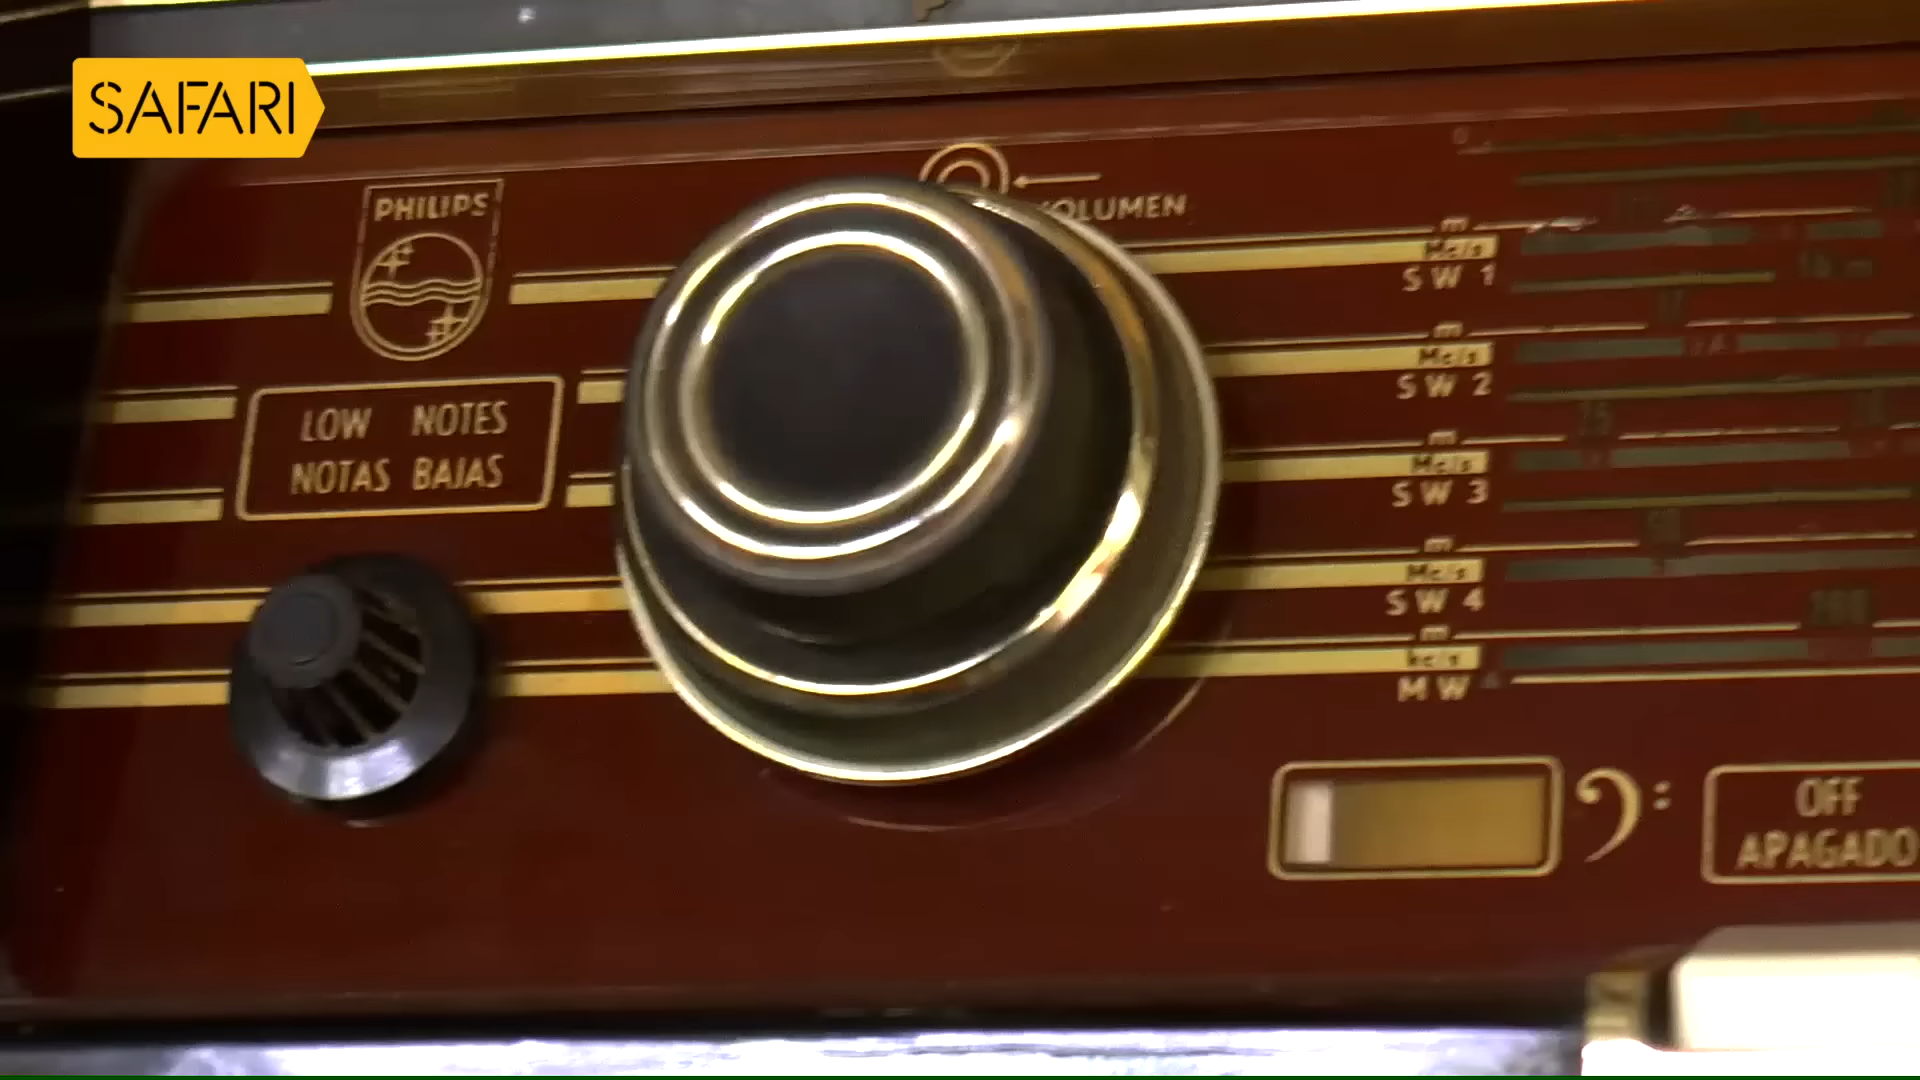 SAFARI
PHILIPS
VOLUMEN
m
Mc/s
SW 1
m
Mc/s
SW 2
m
Mc/s
SW 3
m
Mc/s
SW 4
m
kc/s
MW
LOW NOTES
NOTAS BAJAS
200
OFF
APAGADO